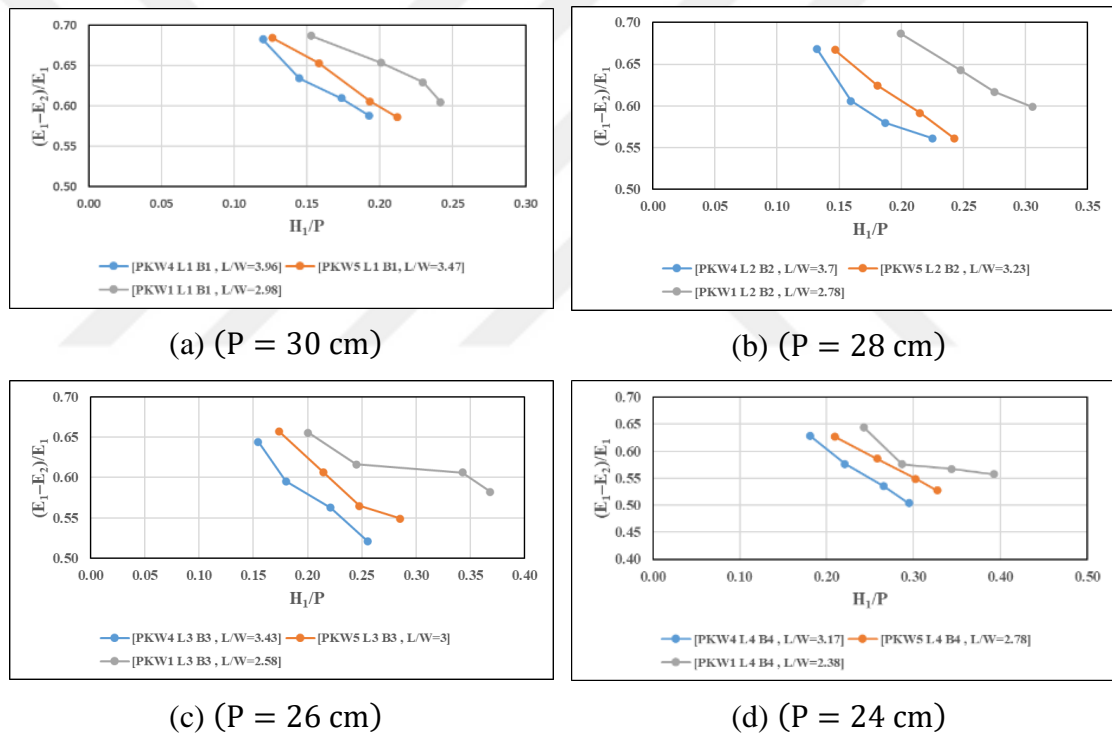 (E₁−E₂)/E₁
0.70
0.65
0.60
0.55
0.50
0.00 0.05 0.10 0.15 0.20 0.25 0.30
H₁/P
[PKW4 L1 B1 , L/W=3.96] [PKW5 L1 B1, L/W=3.47]
[PKW1 L1 B1 , L/W=2.98]
(a) (P = 30 cm)
(E₁−E₂)/E₁
0.70
0.65
0.60
0.55
0.50
0.00 0.05 0.10 0.15 0.20 0.25 0.30 0.35
H₁/P
[PKW4 L2 B2 , L/W=3.7] [PKW5 L2 B2 , L/W=3.23]
[PKW1 L2 B2 , L/W=2.78]
(b) (P = 28 cm)
(E₁−E₂)/E₁
0.70
0.65
0.60
0.55
0.50
0.00 0.05 0.10 0.15 0.20 0.25 0.30 0.35 0.40
H₁/P
[PKW4 L3 B3 , L/W=3.43] [PKW5 L3 B3 , L/W=3]
[PKW1 L3 B3 , L/W=2.58]
(c) (P = 26 cm)
(E₁−E₂)/E₁
0.70
0.65
0.60
0.55
0.50
0.45
0.40
0.00 0.10 0.20 0.30 0.40 0.50
H₁/P
[PKW4 L4 B4 , L/W=3.17] [PKW5 L4 B4 , L/W=2.78]
[PKW1 L4 B4 , L/W=2.38]
(d) (P = 24 cm)